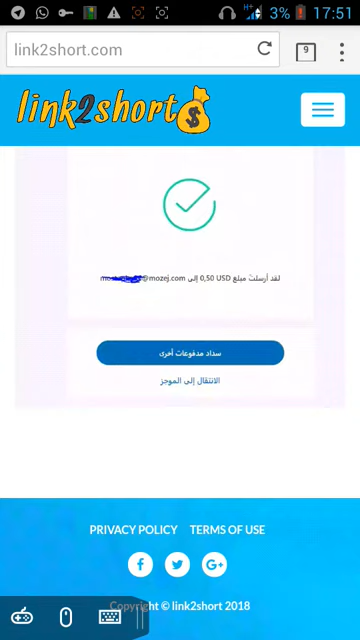 H+ 3% 17:51
link2short.com 9
link2short $
لقد أرسلت مبلغ 0,50 USD إلى @mozej.com
سداد مدفوعات أخرى
الانتقال إلى الموجز
PRIVACY POLICY TERMS OF USE
f G+
Copyright © link2short 2018